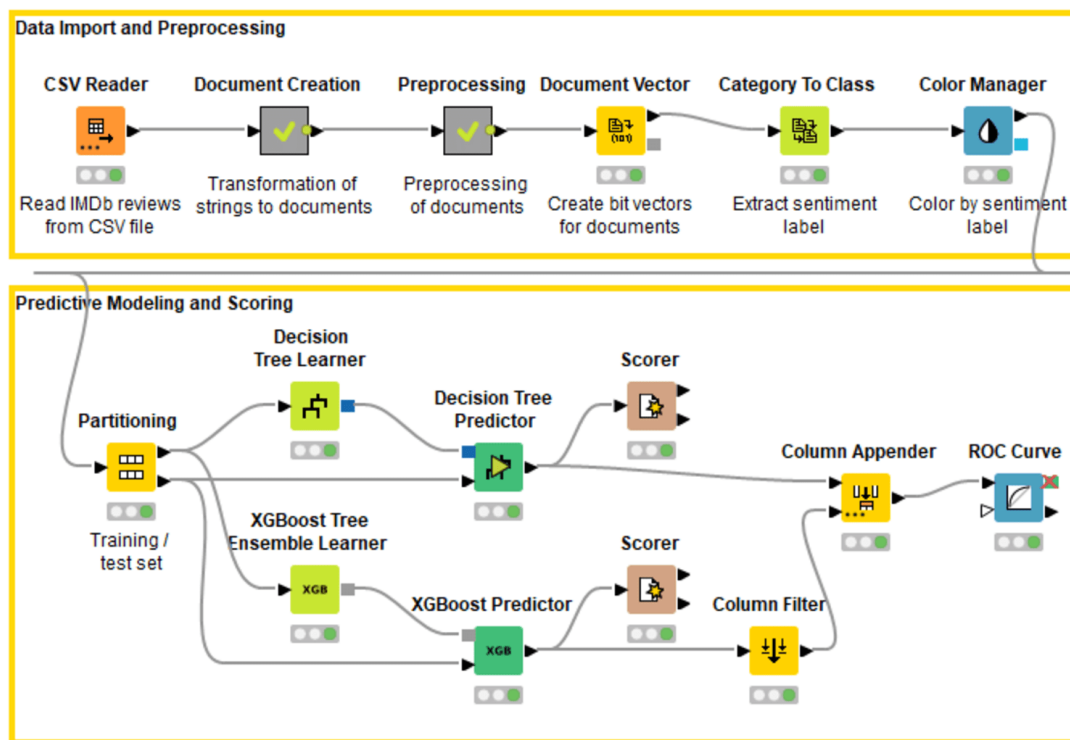 Data Import and Preprocessing
CSV Reader
Document Creation
Preprocessing
Document Vector
Category To Class
Color Manager
(101)
Read IMDb reviews
from CSV file
Transformation of
strings to documents
Preprocessing
of documents
Create bit vectors
for documents
Extract sentiment
label
Color by sentiment
label
Predictive Modeling and Scoring
Decision
Tree Learner
Scorer
Partitioning
Decision Tree
Predictor
Column Appender
ROC Curve
Training /
test set
XGBoost Tree
Ensemble Learner
Scorer
XGB
XGBoost Predictor
Column Filter
XGB